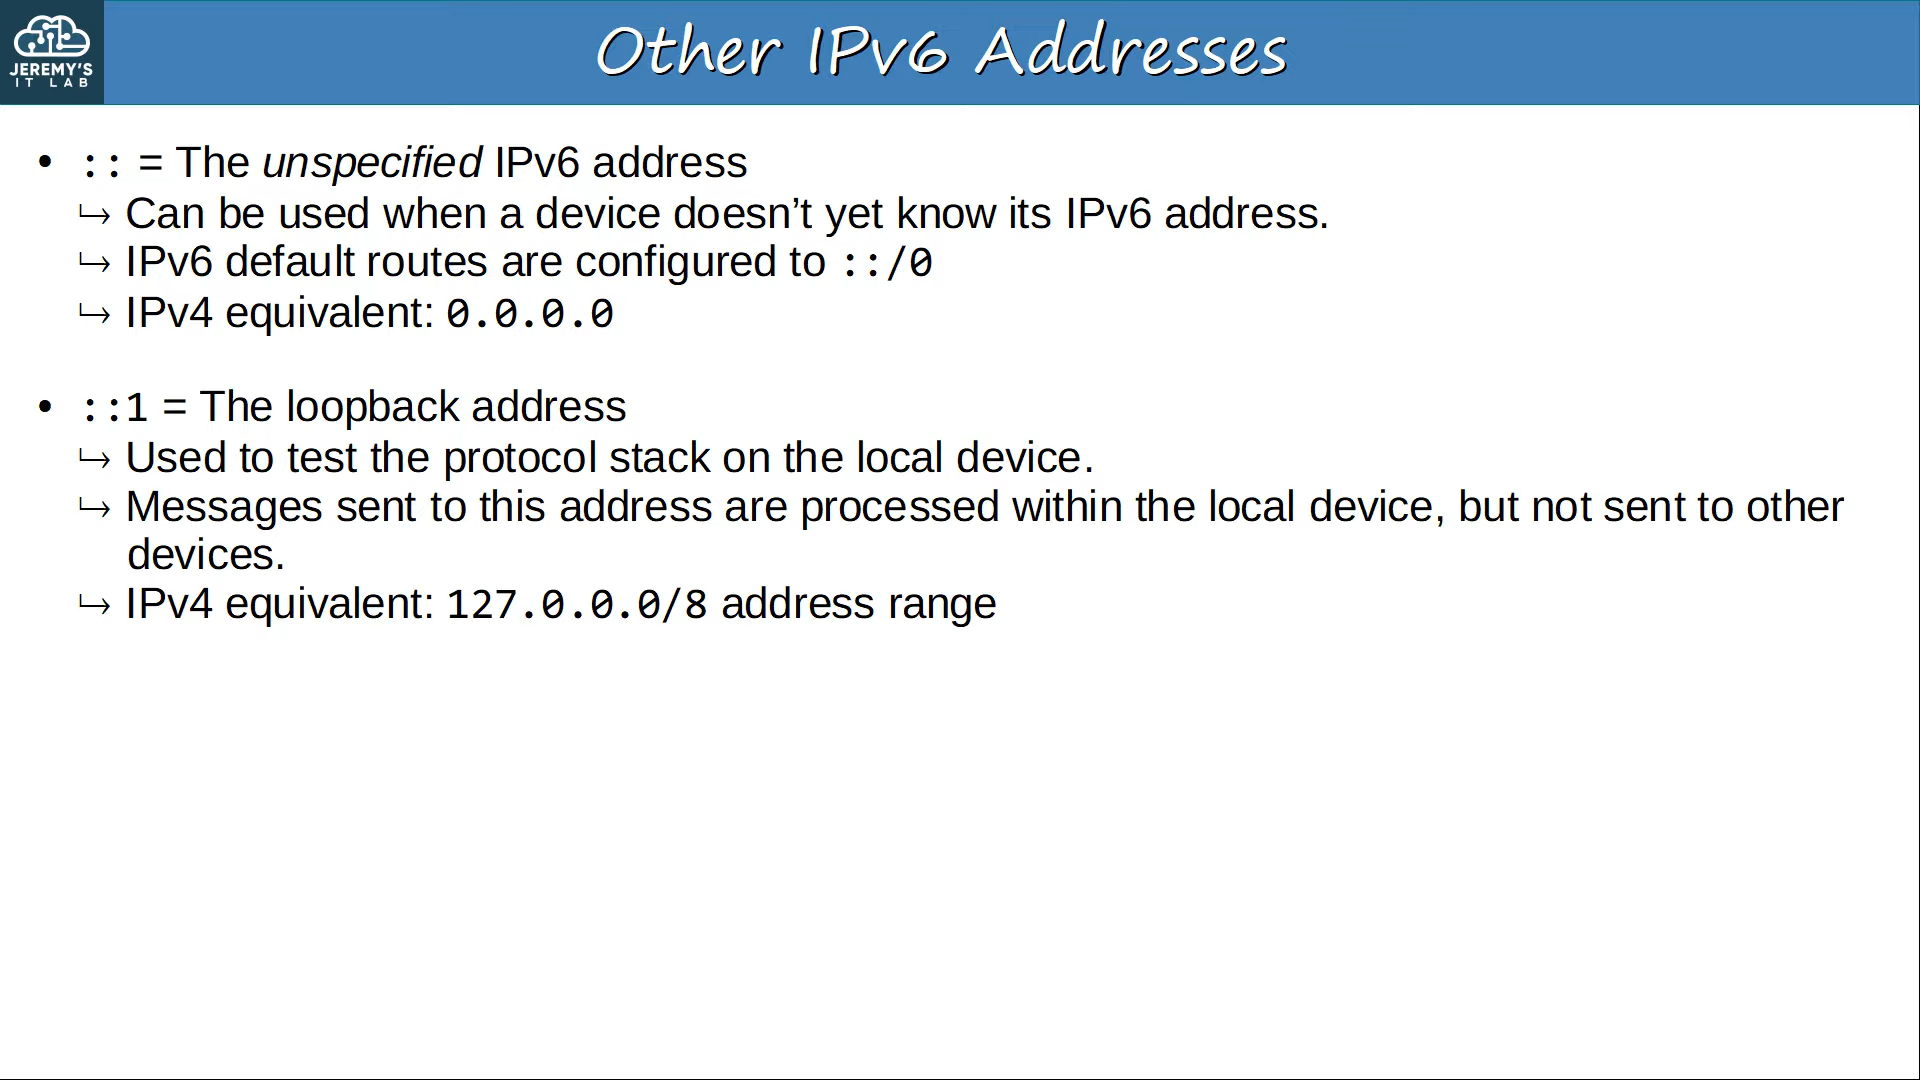 JEREMY'S
IT LAB
Other IPv6 Addresses
• :: = The unspecified IPv6 address
↪ Can be used when a device doesn’t yet know its IPv6 address.
↪ IPv6 default routes are configured to ::/0
↪ IPv4 equivalent: 0.0.0.0
• ::1 = The loopback address
↪ Used to test the protocol stack on the local device.
↪ Messages sent to this address are processed within the local device, but not sent to other
devices.
↪ IPv4 equivalent: 127.0.0.0/8 address range